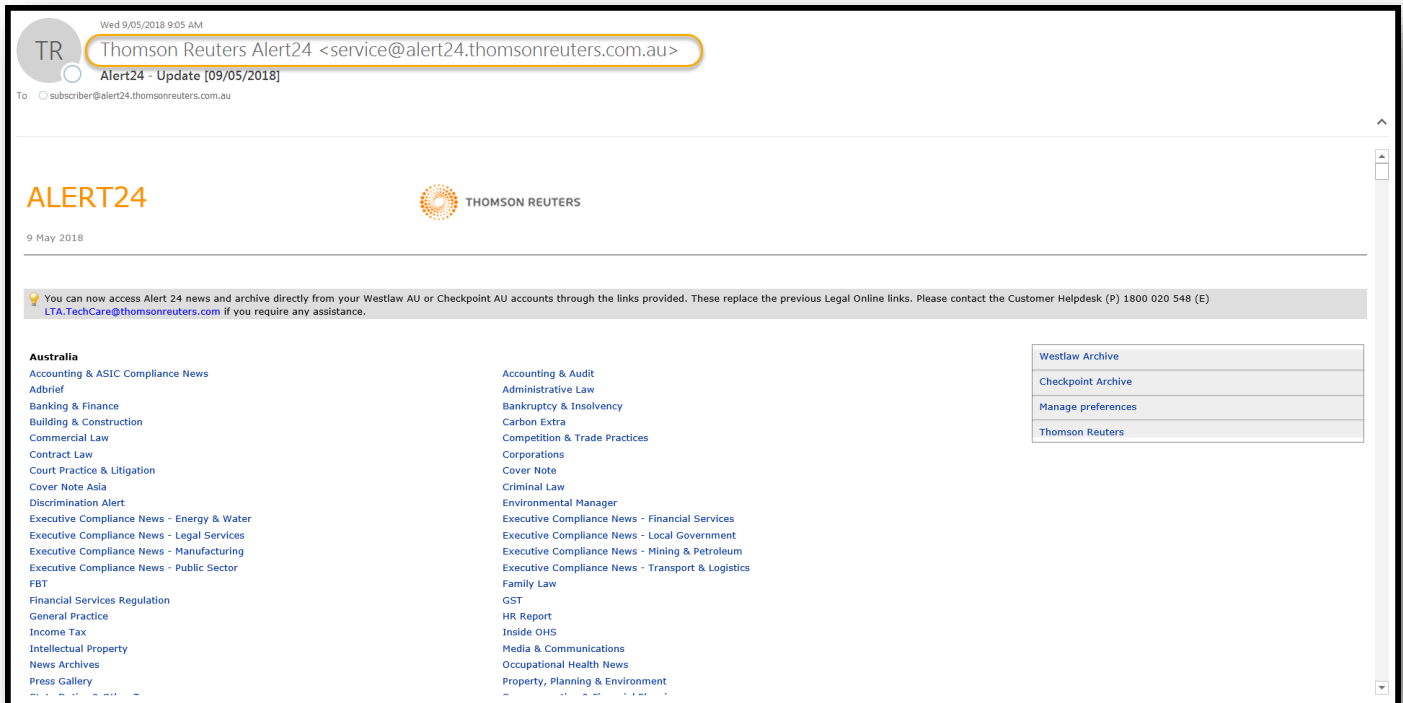 Wed 9/05/2018 9:05 AM
TR
Thomson Reuters Alert24 <service@alert24.thomsonreuters.com.au>
Alert24 - Update [09/05/2018]
To subscriber@alert24.thomsonreuters.com.au
ALERT24
THOMSON REUTERS
9 May 2018
You can now access Alert 24 news and archive directly from your Westlaw AU or Checkpoint AU accounts through the links provided. These replace the previous Legal Online links. Please contact the Customer Helpdesk (P) 1800 020 548 (E)
LTA.TechCare@thomsonreuters.com if you require any assistance.
Australia
Accounting & ASIC Compliance News
Adbrief
Banking & Finance
Building & Construction
Commercial Law
Contract Law
Court Practice & Litigation
Cover Note Asia
Discrimination Alert
Executive Compliance News - Energy & Water
Executive Compliance News - Legal Services
Executive Compliance News - Manufacturing
Executive Compliance News - Public Sector
FBT
Financial Services Regulation
General Practice
Income Tax
Intellectual Property
News Archives
Press Gallery
Accounting & Audit
Administrative Law
Bankruptcy & Insolvency
Carbon Extra
Competition & Trade Practices
Corporations
Cover Note
Criminal Law
Environmental Manager
Executive Compliance News - Financial Services
Executive Compliance News - Local Government
Executive Compliance News - Mining & Petroleum
Executive Compliance News - Transport & Logistics
Family Law
GST
HR Report
Inside OHS
Media & Communications
Occupational Health News
Property, Planning & Environment
Westlaw Archive
Checkpoint Archive
Manage preferences
Thomson Reuters